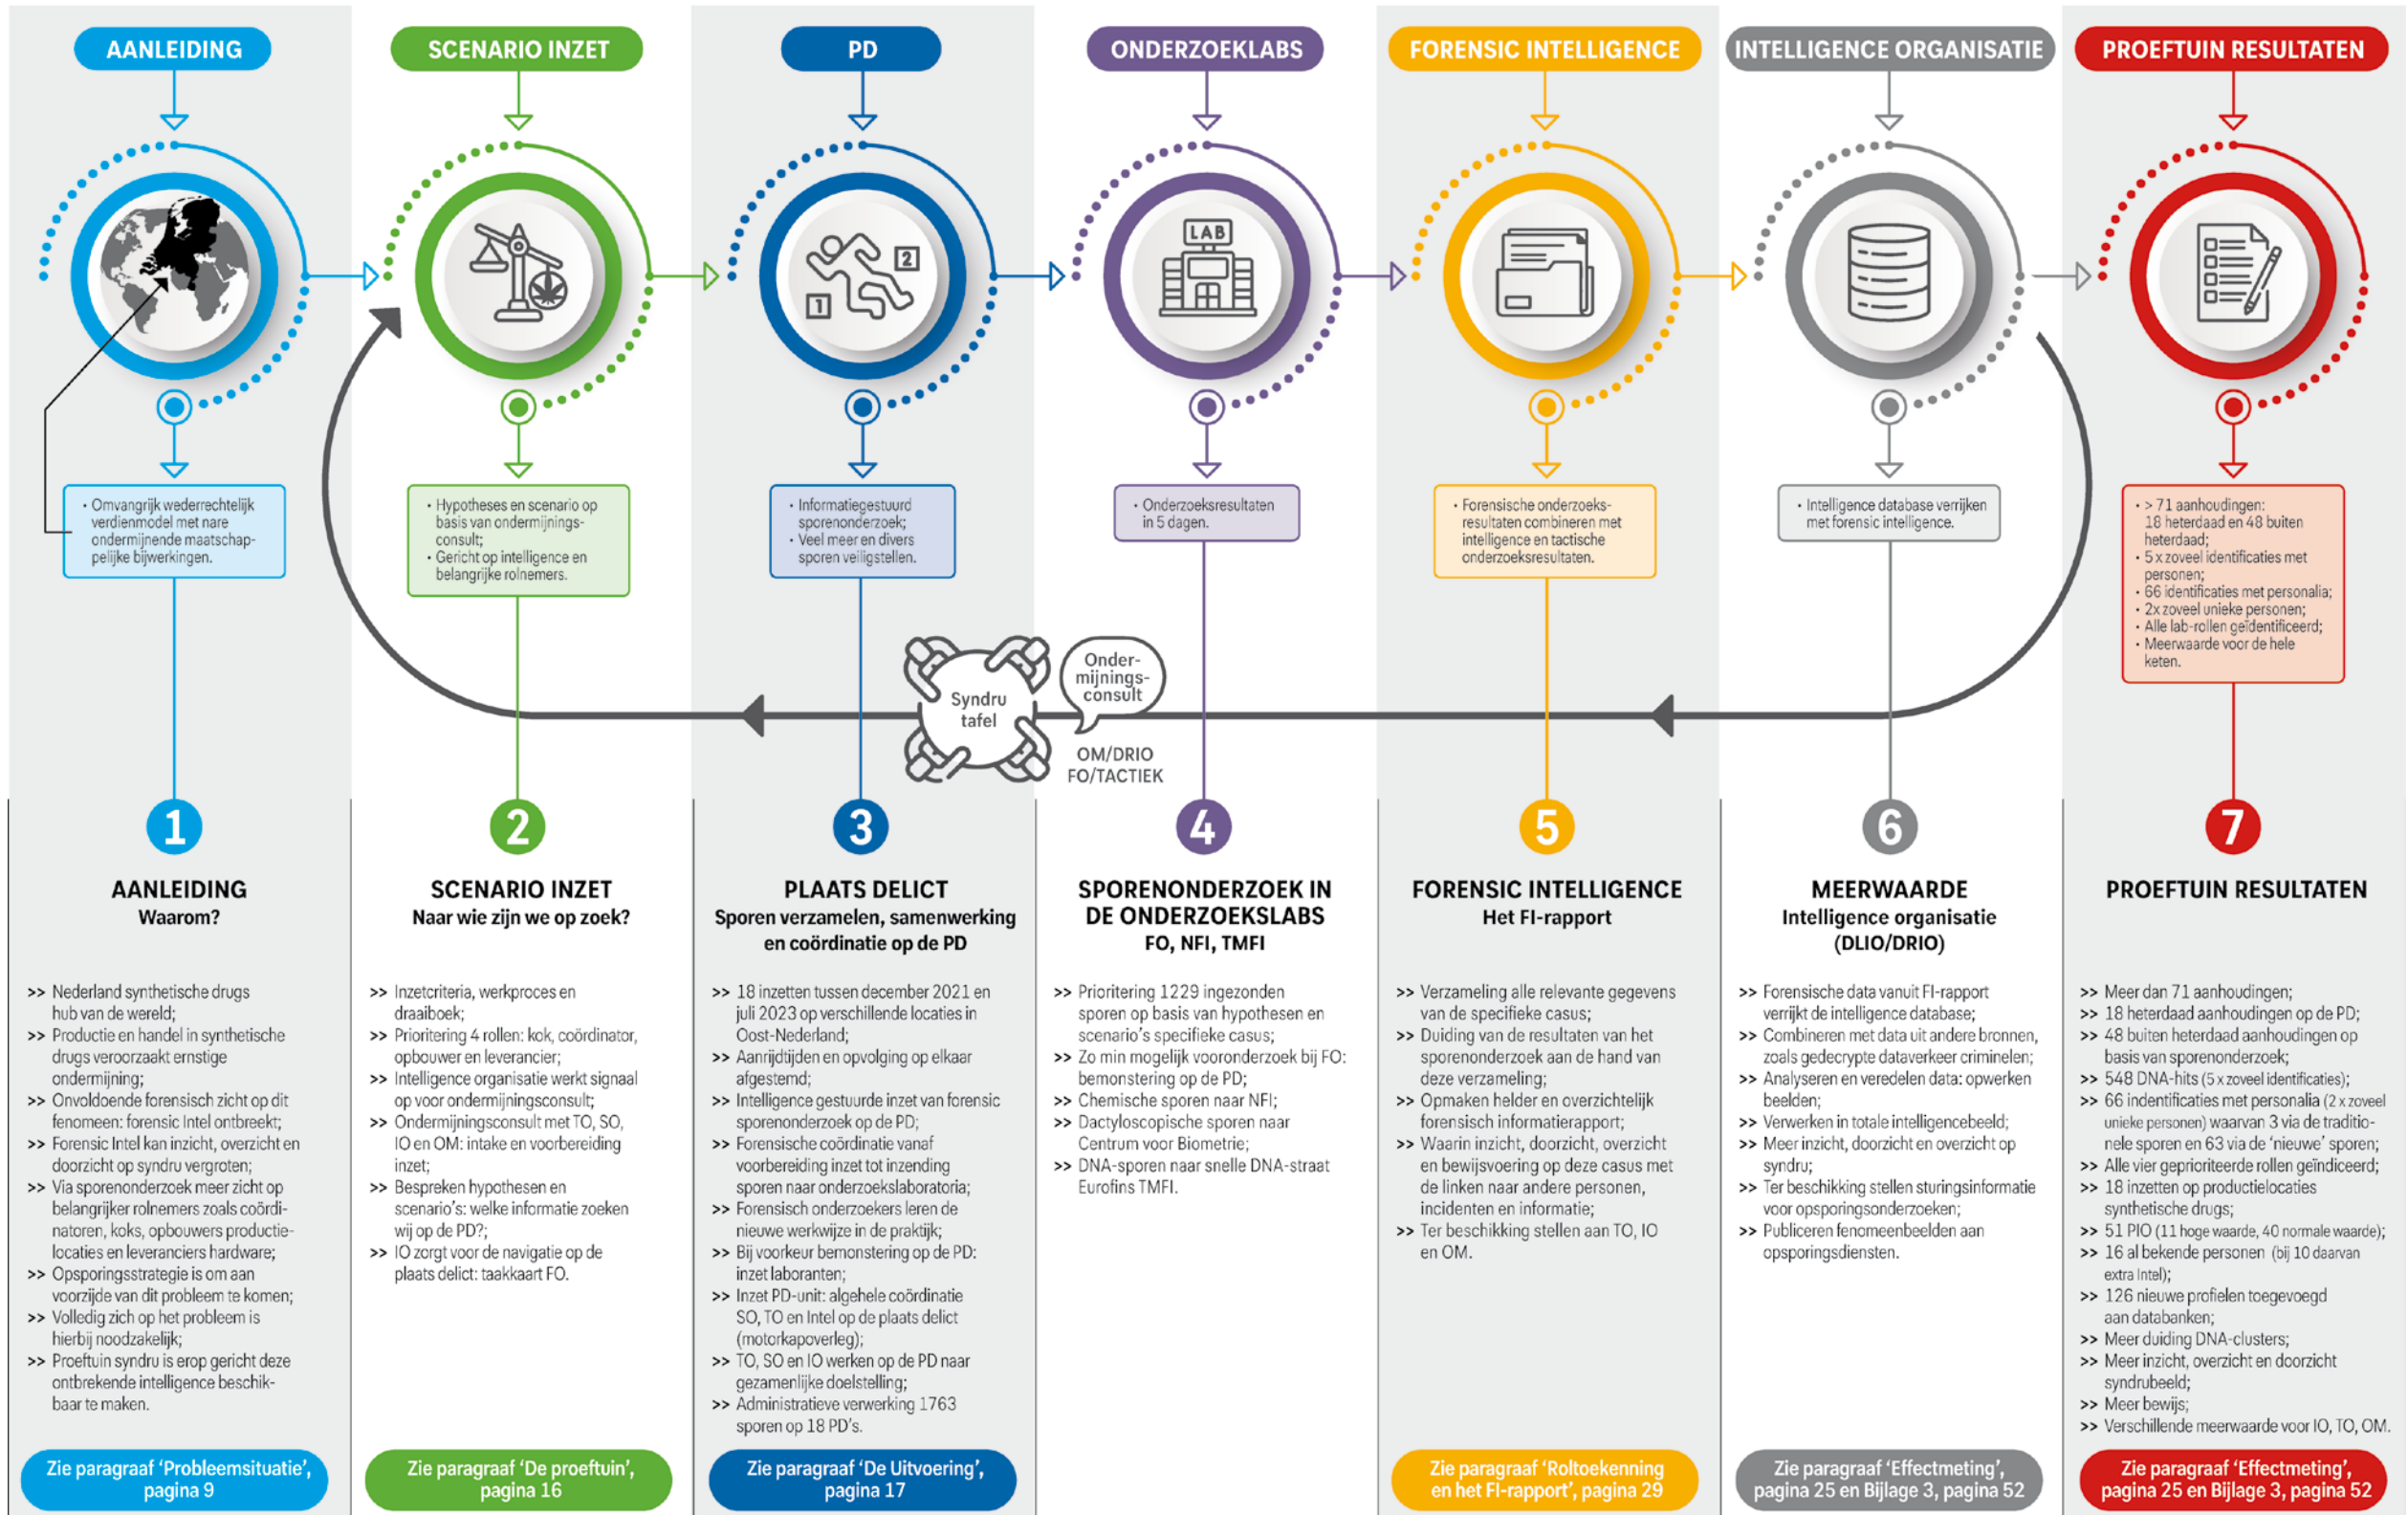 AANLEIDING
SCENARIO INZET
PD
ONDERZOEKLABS
FORENSIC INTELLIGENCE
INTELLIGENCE ORGANISATIE
PROEFTUIN RESULTATEN
1
2
LAB
• Omvangrijk wederrechtelijk
verdienmodel met nare
ondermijnende maatschap-
pelijke bijwerkingen.
• Hypotheses en scenario op
basis van ondermijnings-
consult;
• Gericht op intelligence en
belangrijke rolnemers.
• Informatiegestuurd
sporenonderzoek;
• Veel meer en divers
sporen veiligstellen.
• Onderzoeksresultaten
in 5 dagen.
• Forensische onderzoeks-
resultaten combineren met
intelligence en tactische
onderzoeksresultaten.
• Intelligence database verrijken
met forensic intelligence.
• > 71 aanhoudingen:
18 heterdaad en 48 buiten
heterdaad;
• 5 x zoveel identificaties met
personen;
• 66 identificaties met personalia;
• 2x zoveel unieke personen;
• Alle lab-rollen geïdentificeerd;
• Meerwaarde voor de hele
keten.
Syndru
tafel
Onder-
mijnings-
consult
OM/DRIO
FO/TACTIEK
1
AANLEIDING
Waarom?
>> Nederland synthetische drugs
hub van de wereld;
>> Productie en handel in synthetische
drugs veroorzaakt ernstige
ondermijning;
>> Onvoldoende forensisch zicht op dit
fenomeen: forensic Intel ontbreekt;
>> Forensic Intel kan inzicht, overzicht en
doorzicht op syndru vergroten;
>> Via sporenonderzoek meer zicht op
belangrijker rolnemers zoals coördi-
natoren, koks, opbouwers productie-
locaties en leveranciers hardware;
>> Opsporingsstrategie is om aan
voorzijde van dit probleem te komen;
>> Volledig zich op het probleem is
hierbij noodzakelijk;
>> Proeftuin syndru is erop gericht deze
ontbrekende intelligence beschik-
baar te maken.
Zie paragraaf ‘Probleemsituatie’,
pagina 9
2
SCENARIO INZET
Naar wie zijn we op zoek?
>> Inzetcriteria, werkproces en
draaiboek;
>> Prioritering 4 rollen: kok, coördinator,
opbouwer en leverancier;
>> Intelligence organisatie werkt signaal
op voor ondermijningsconsult;
>> Ondermijningsconsult met TO, SO,
IO en OM: intake en voorbereiding
inzet;
>> Bespreken hypothesen en
scenario's: welke informatie zoeken
wij op de PD?;
>> IO zorgt voor de navigatie op de
plaats delict: taakkaart FO.
Zie paragraaf ‘De proeftuin’,
pagina 16
3
PLAATS DELICT
Sporen verzamelen, samenwerking
en coördinatie op de PD
>> 18 inzetten tussen december 2021 en
juli 2023 op verschillende locaties in
Oost-Nederland;
>> Aanrijdtijden en opvolging op elkaar
afgestemd;
>> Intelligence gestuurde inzet van forensic
sporenonderzoek op de PD;
>> Forensische coördinatie vanaf
voorbereiding inzet tot inzending
sporen naar onderzoekslaboratoria;
>> Forensisch onderzoekers leren de
nieuwe werkwijze in de praktijk;
>> Bij voorkeur bemonstering op de PD:
inzet laboranten;
>> Inzet PD-unit: algehele coördinatie
SO, TO en Intel op de plaats delict
(motorkapoverleg);
>> TO, SO en IO werken op de PD naar
gezamenlijke doelstelling;
>> Administratieve verwerking 1763
sporen op 18 PD's.
Zie paragraaf ‘De Uitvoering’,
pagina 17
4
SPORENONDERZOEK IN
DE ONDERZOEKSLABS
FO, NFI, TMFI
>> Prioritering 1229 ingezonden
sporen op basis van hypothesen en
scenario's specifieke casus;
>> Zo min mogelijk vooronderzoek bij FO:
bemonstering op de PD;
>> Chemische sporen naar NFI;
>> Dactyloscopische sporen naar
Centrum voor Biometrie;
>> DNA-sporen naar snelle DNA-straat
Eurofins TMFI.
5
FORENSIC INTELLIGENCE
Het FI-rapport
>> Verzameling alle relevante gegevens
van de specifieke casus;
>> Duiding van de resultaten van het
sporenonderzoek aan de hand van
deze verzameling;
>> Opmaken helder en overzichtelijk
forensisch informatierapport;
>> Waarin inzicht, doorzicht, overzicht
en bewijsvoering op deze casus met
de linken naar andere personen,
incidenten en informatie;
>> Ter beschikking stellen aan TO, IO
en OM.
Zie paragraaf ‘Roltoekenning
en het FI-rapport’, pagina 29
6
MEERWAARDE
Intelligence organisatie
(DLIO/DRIO)
>> Forensische data vanuit FI-rapport
verrijkt de intelligence database;
>> Combineren met data uit andere bronnen,
zoals gedecrypte dataverkeer criminelen;
>> Analyseren en veredelen data: opwerken
beelden;
>> Verwerken in totale intelligencebeeld;
>> Meer inzicht, doorzicht en overzicht op
syndru;
>> Ter beschikking stellen sturingsinformatie
voor opsporingsonderzoeken;
>> Publiceren fenomeenbeelden aan
opsporingsdiensten.
Zie paragraaf ‘Effectmeting’,
pagina 25 en Bijlage 3, pagina 52
7
PROEFTUIN RESULTATEN
>> Meer dan 71 aanhoudingen;
>> 18 heterdaad aanhoudingen op de PD;
>> 48 buiten heterdaad aanhoudingen op
basis van sporenonderzoek;
>> 548 DNA-hits (5 x zoveel identificaties);
>> 66 indentificaties met personalia (2 x zoveel
unieke personen) waarvan 3 via de traditio-
nele sporen en 63 via de ‘nieuwe’ sporen;
>> Alle vier geprioriteerde rollen geïndiceerd;
>> 18 inzetten op productielocaties
synthetische drugs;
>> 51 PIO (11 hoge waarde, 40 normale waarde);
>> 16 al bekende personen (bij 10 daarvan
extra Intel);
>> 126 nieuwe profielen toegevoegd
aan databanken;
>> Meer duiding DNA-clusters;
>> Meer inzicht, overzicht en doorzicht
syndrubeeld;
>> Meer bewijs;
>> Verschillende meerwaarde voor IO, TO, OM.
Zie paragraaf ‘Effectmeting’,
pagina 25 en Bijlage 3, pagina 52